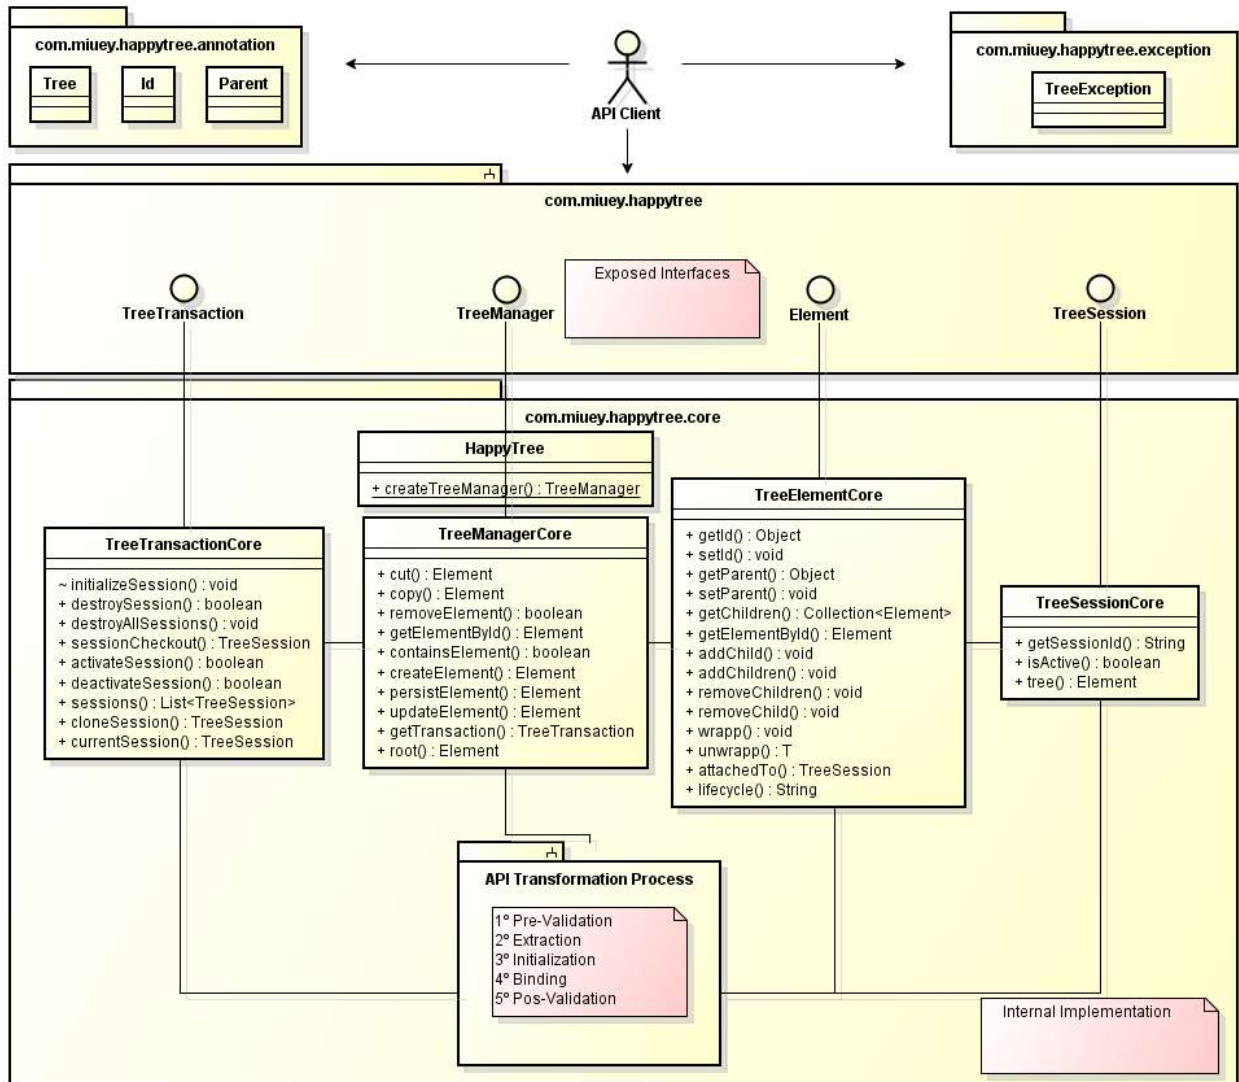 com.miuey.happytree.annotation
Tree
Id
Parent
API Client
com.miuey.happytree.exception
TreeException
com.miuey.happytree
Exposed Interfaces
TreeTransaction
TreeManager
Element
TreeSession
com.miuey.happytree.core
HappyTree
+ createTreeManager() : TreeManager
TreeTransactionCore
~ initializeSession() : void
+ destroySession() : boolean
+ destroyAllSessions() : void
+ sessionCheckout() : TreeSession
+ activateSession() : boolean
+ deactivateSession() : boolean
+ sessions() : List<TreeSession>
+ cloneSession() : TreeSession
+ currentSession() : TreeSession
TreeManagerCore
+ cut() : Element
+ copy() : Element
+ removeElement() : boolean
+ getElementById() : Element
+ containsElement() : boolean
+ createElement() : Element
+ persistElement() : Element
+ updateElement() : Element
+ getTransaction() : TreeTransaction
+ root() : Element
TreeElementCore
+ getId() : Object
+ setId() : void
+ getParent() : Object
+ setParent() : void
+ getChildren() : Collection<Element>
+ getElementById() : Element
+ addChild() : void
+ addChildren() : void
+ removeChildren() : void
+ removeChild() : void
+ wrapp() : void
+ unwrapp() : T
+ attachedTo() : TreeSession
+ lifecycle() : String
TreeSessionCore
+ getSessionId() : String
+ isActive() : boolean
+ tree() : Element
API Transformation Process
1º Pre-Validation
2º Extraction
3º Initialization
4º Binding
5º Pos-Validation
Internal Implementation